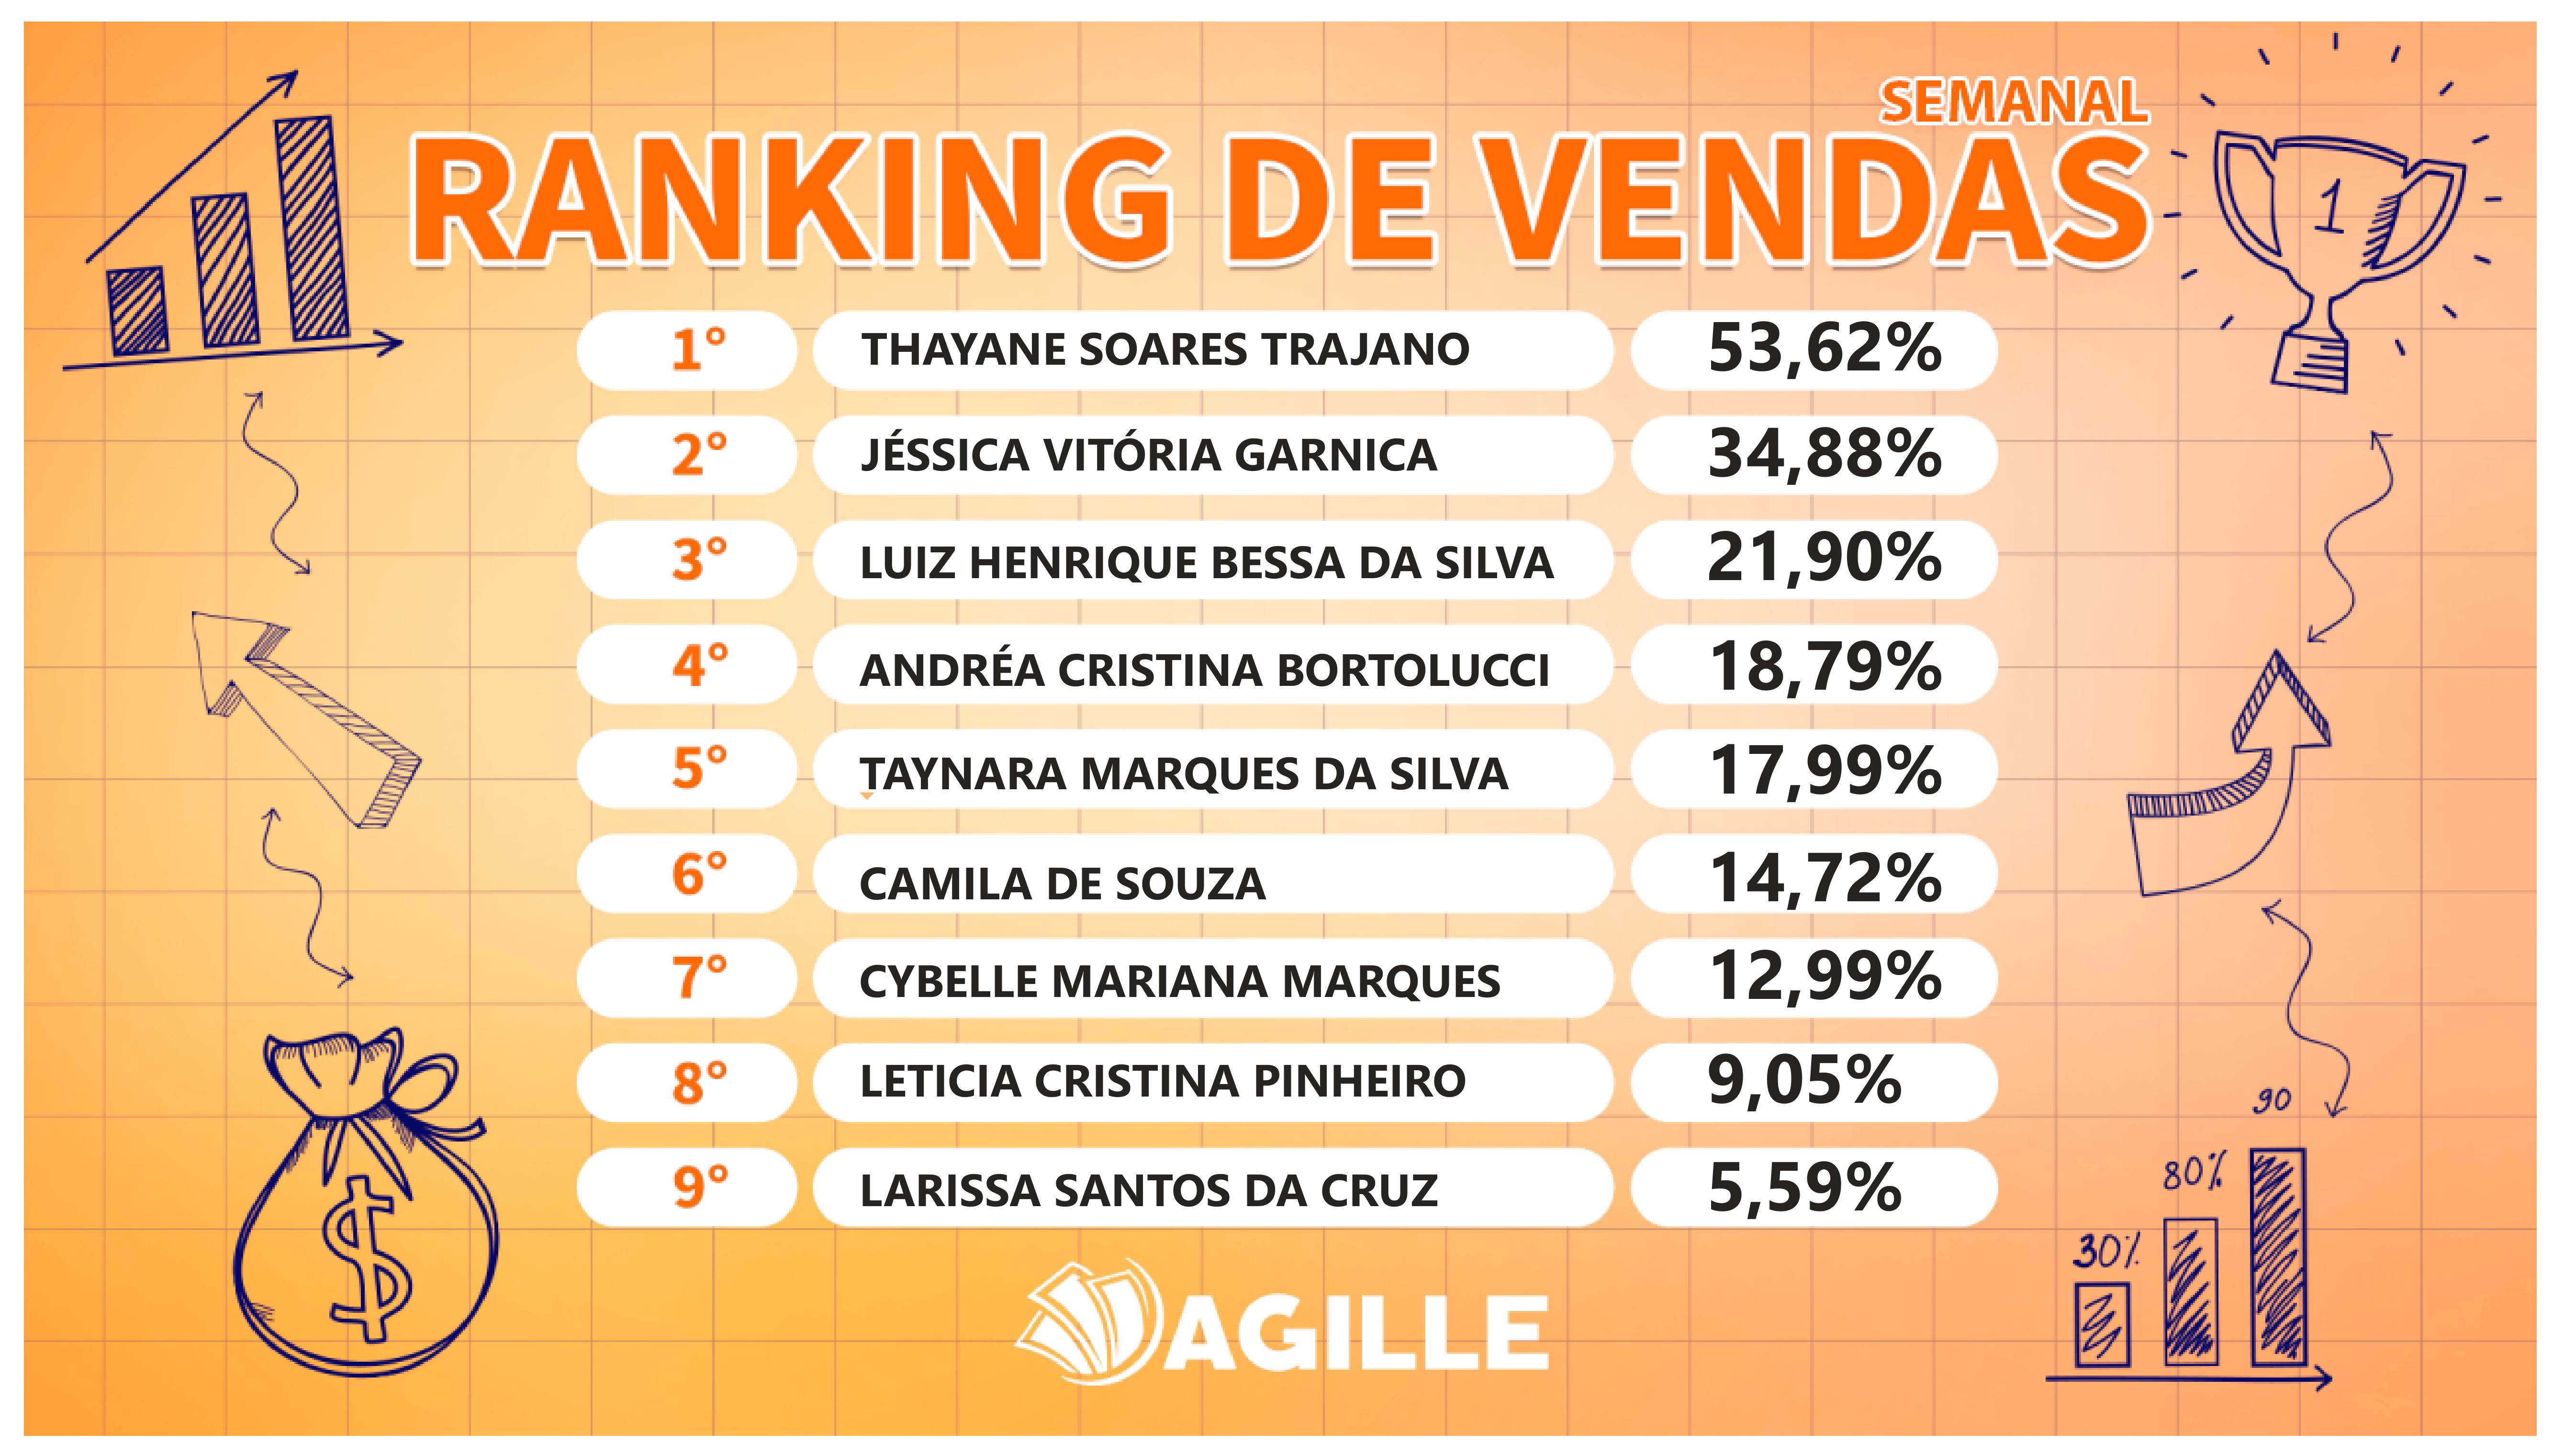 SEMANAL
RANKING DE VENDAS
1° THAYANE SOARES TRAJANO 53,62%
2° JÉSSICA VITÓRIA GARNICA 34,88%
3° LUIZ HENRIQUE BESSA DA SILVA 21,90%
4° ANDRÉA CRISTINA BORTOLUCCI 18,79%
5° TAYNARA MARQUES DA SILVA 17,99%
6° CAMILA DE SOUZA 14,72%
7° CYBELLE MARIANA MARQUES 12,99%
8° LETICIA CRISTINA PINHEIRO 9,05%
9° LARISSA SANTOS DA CRUZ 5,59%
AGILLE
1
$
30%
80%
90